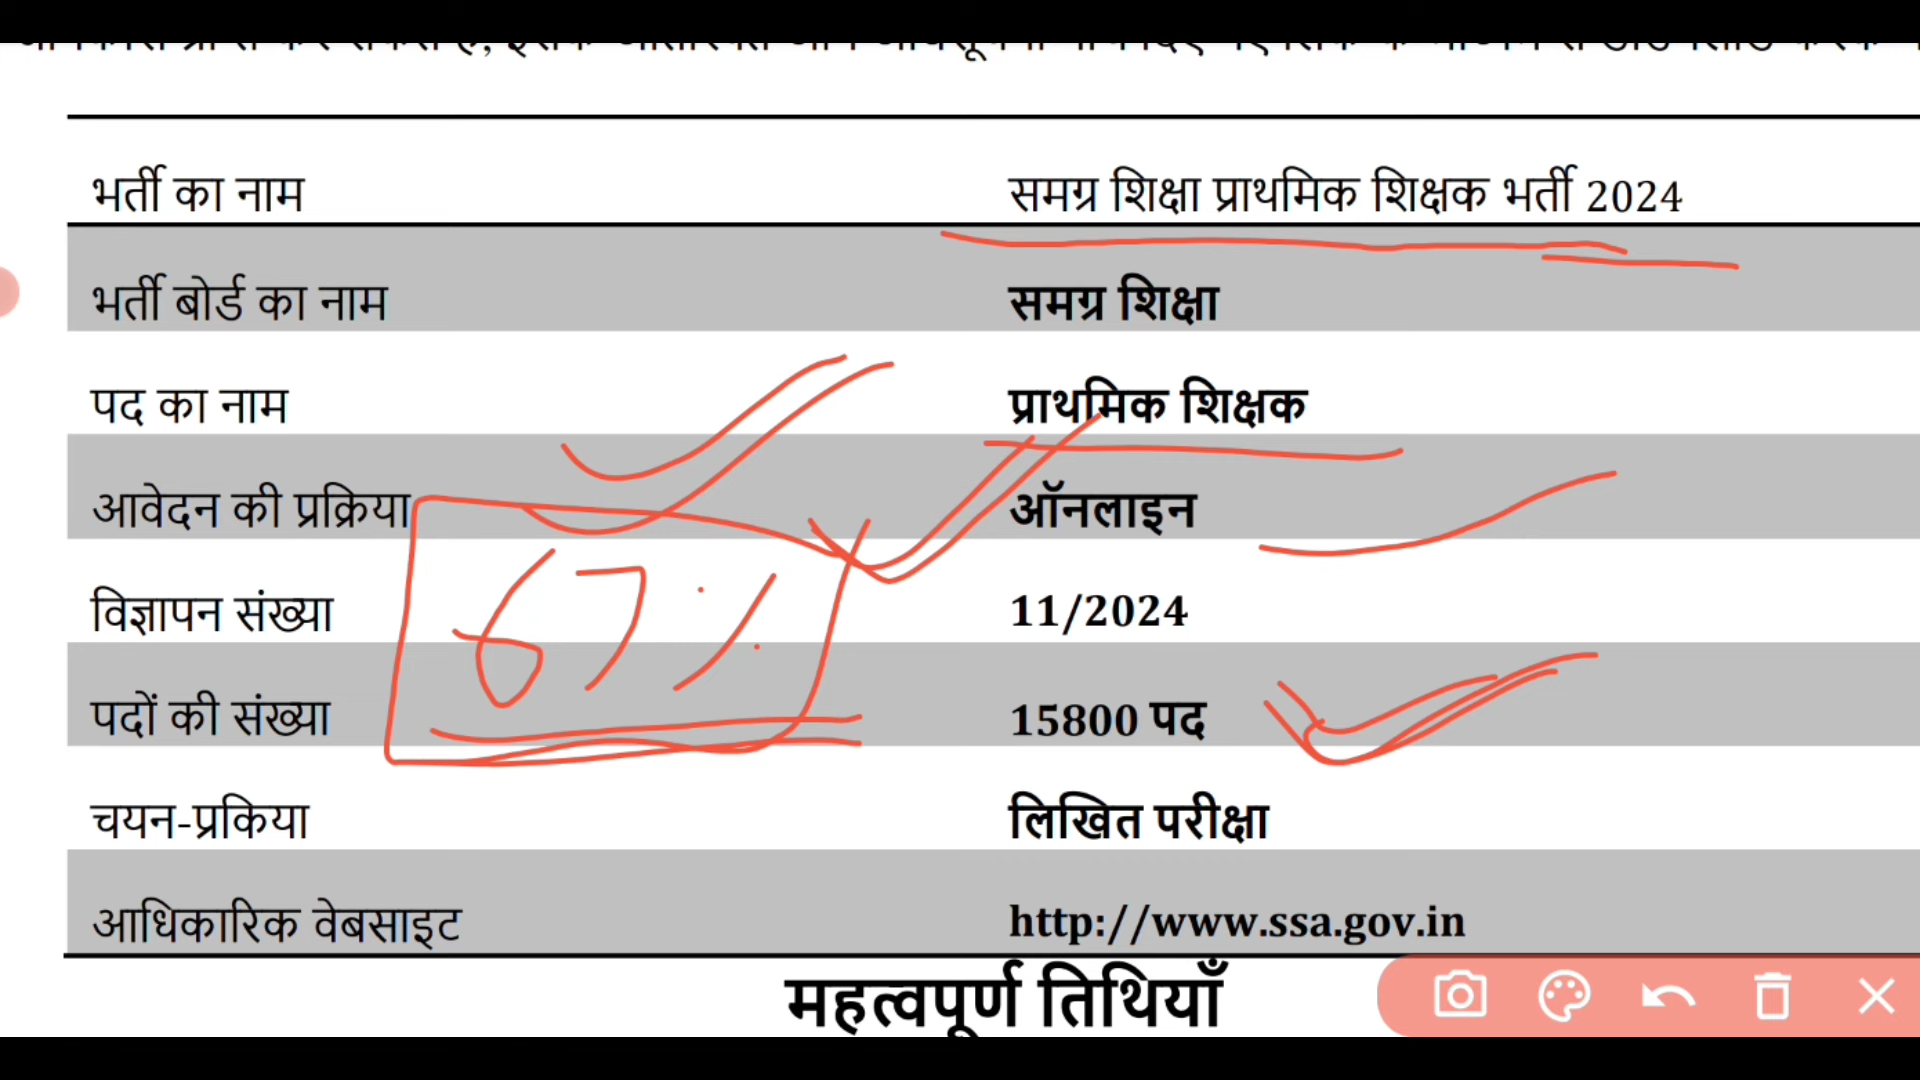 भर्ती का नाम समग्र शिक्षा प्राथमिक शिक्षक भर्ती 2024
भर्ती बोर्ड का नाम समग्र शिक्षा
पद का नाम प्राथमिक शिक्षक
आवेदन की प्रक्रिया ऑनलाइन
विज्ञापन संख्या 11/2024
67%
पदों की संख्या 15800 पद
चयन-प्रकिया लिखित परीक्षा
आधिकारिक वेबसाइट http://www.ssa.gov.in
महत्वपूर्ण तिथियाँ